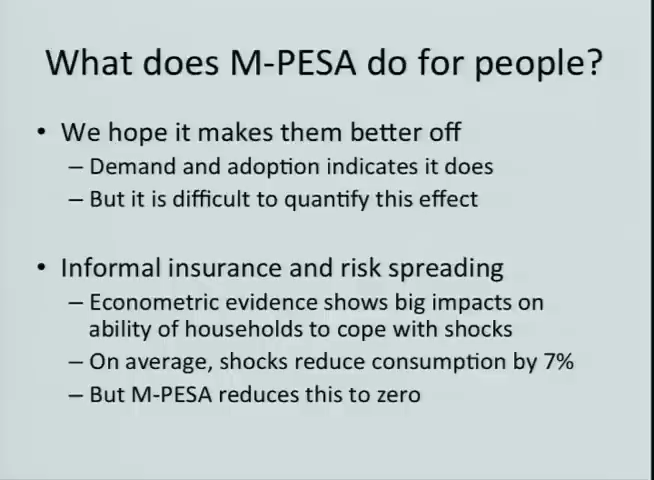 What does M-PESA do for people?
• We hope it makes them better off
– Demand and adoption indicates it does
– But it is difficult to quantify this effect
• Informal insurance and risk spreading
– Econometric evidence shows big impacts on
ability of households to cope with shocks
– On average, shocks reduce consumption by 7%
– But M-PESA reduces this to zero